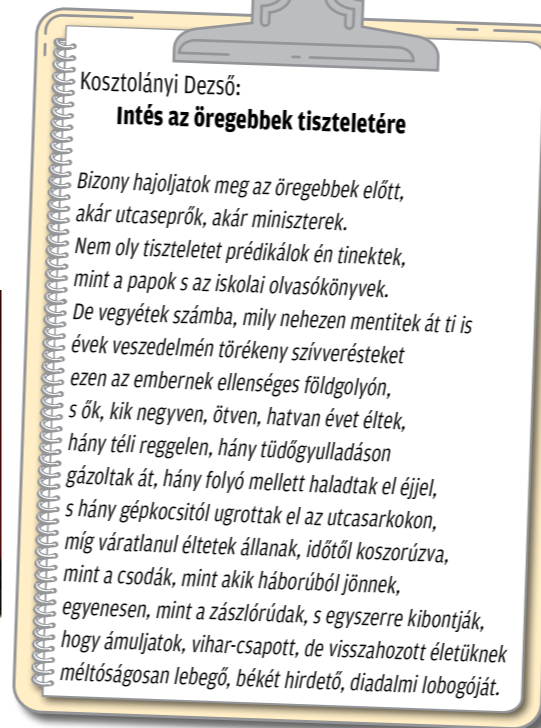 Kosztolányi Dezső:
Intés az öregebbek tiszteletére
Bizony hajoljatok meg az öregebbek előtt,
akár utcaseprők, akár miniszterek.
Nem oly tiszteletet prédikálok én tinektek,
mint a papok s az iskolai olvasókönyvek.
De vegyétek számba, mily nehezen mentitek át ti is
évek veszedelmén törékeny szívverésteket
ezen az embernek ellenséges földgolyón,
s ők, kik negyven, ötven, hatvan évet éltek,
hány téli reggelen, hány tüdőgyulladáson
gázoltak át, hány folyó mellett haladtak el éjjel,
s hány gépkocsitól ugrottak el az utcasarkokon,
míg váratlanul éltetek állanak, időtől koszorúzva,
mint a csodák, mint akik háborúból jönnek,
egyenesen, mint a zászlórúdak, s egyszerre kibontják,
hogy ámuljatok, vihar-csapott, de visszahozott életüknek
méltóságosan lebegő, békét hirdető, diadalmi lobogóját.